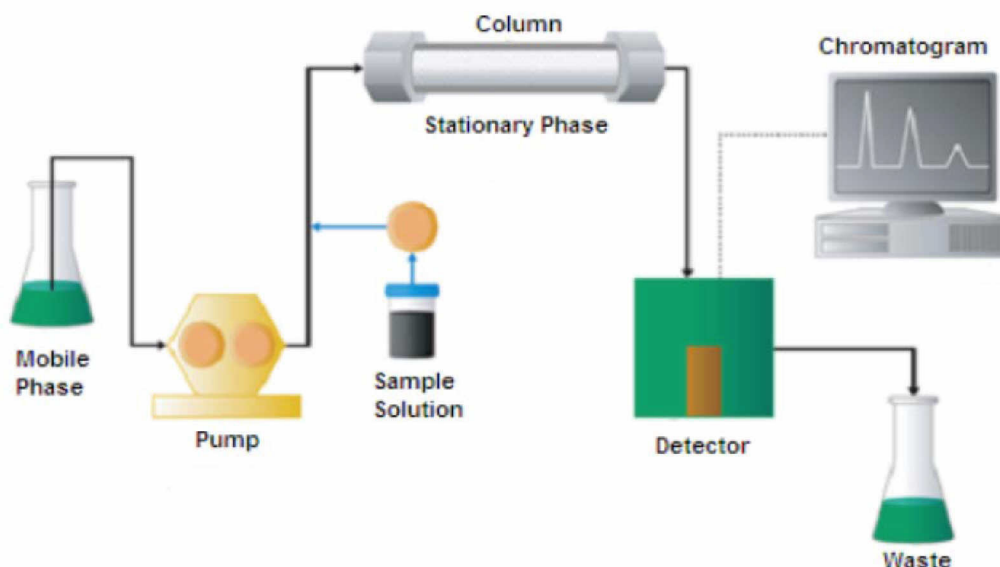 Column
Chromatogram
Stationary Phase
Mobile
Phase
Sample
Solution
Pump
Detector
Waste